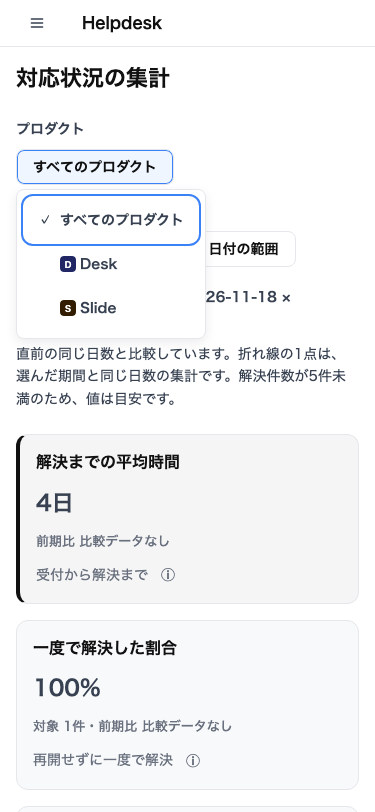 Helpdesk
対応状況の集計
プロダクト
すべてのプロダクト
✓ すべてのプロダクト
D Desk
S Slide
日付の範囲
26-11-18 ×
直前の同じ日数と比較しています。折れ線の1点は、
選んだ期間と同じ日数の集計です。解決件数が5件未
満のため、値は目安です。
解決までの平均時間
4日
前期比 比較データなし
受付から解決まで ⓘ
一度で解決した割合
100%
対象 1件・前期比 比較データなし
再開せずに一度で解決 ⓘ